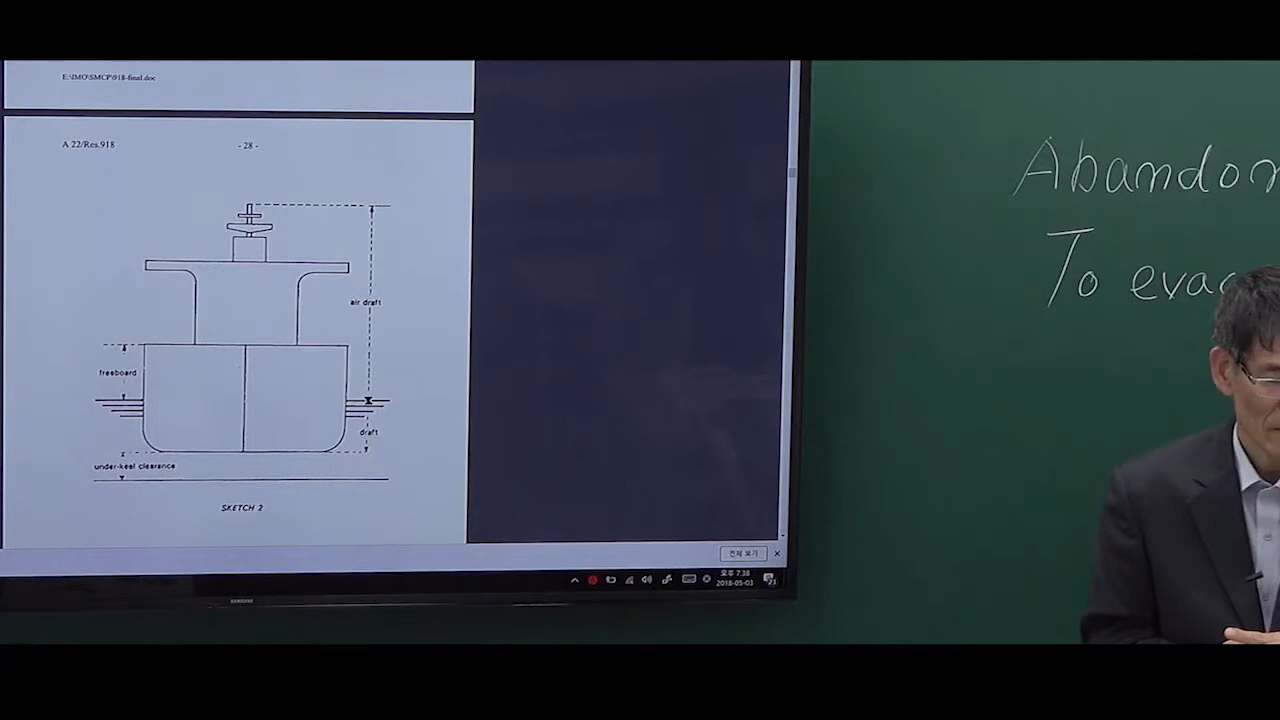 E:\IMO\SMCP\918-final.doc
A 22/Res.918
- 28 -
air draft
freeboard
draft
under-keel clearance
SKETCH 2
전체 보기
오후 7:38
2018-05-03
SAMSUNG
Abandon
To evac